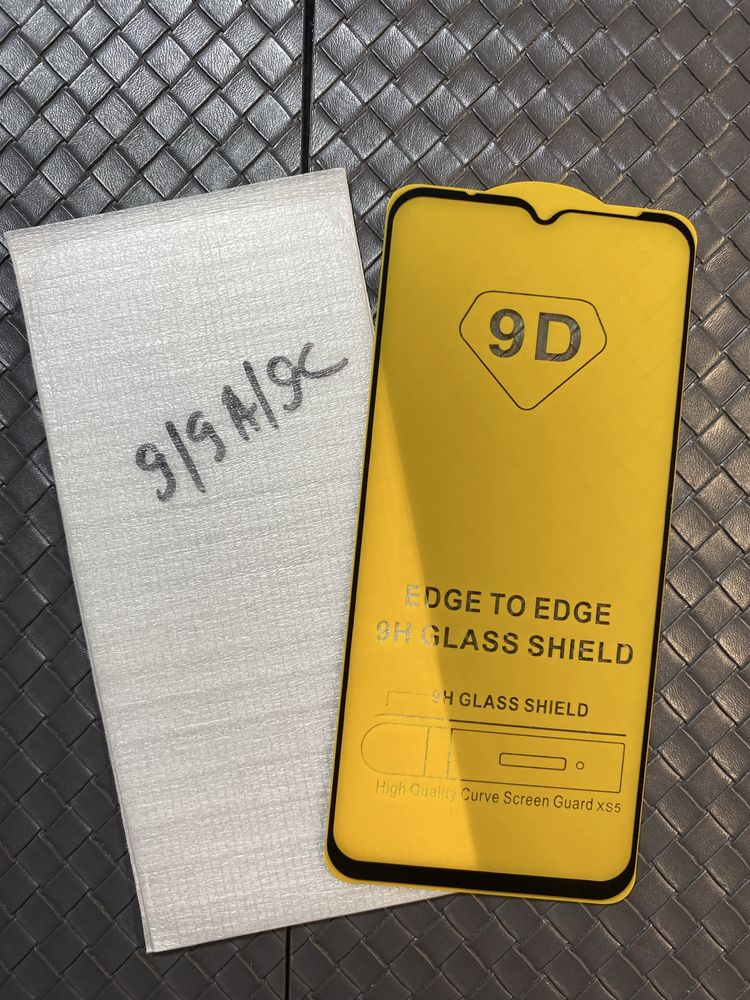 9/9A/9C
9D
EDGE TO EDGE
9H GLASS SHIELD
9H GLASS SHIELD
High Quality Curve Screen Guard XS5